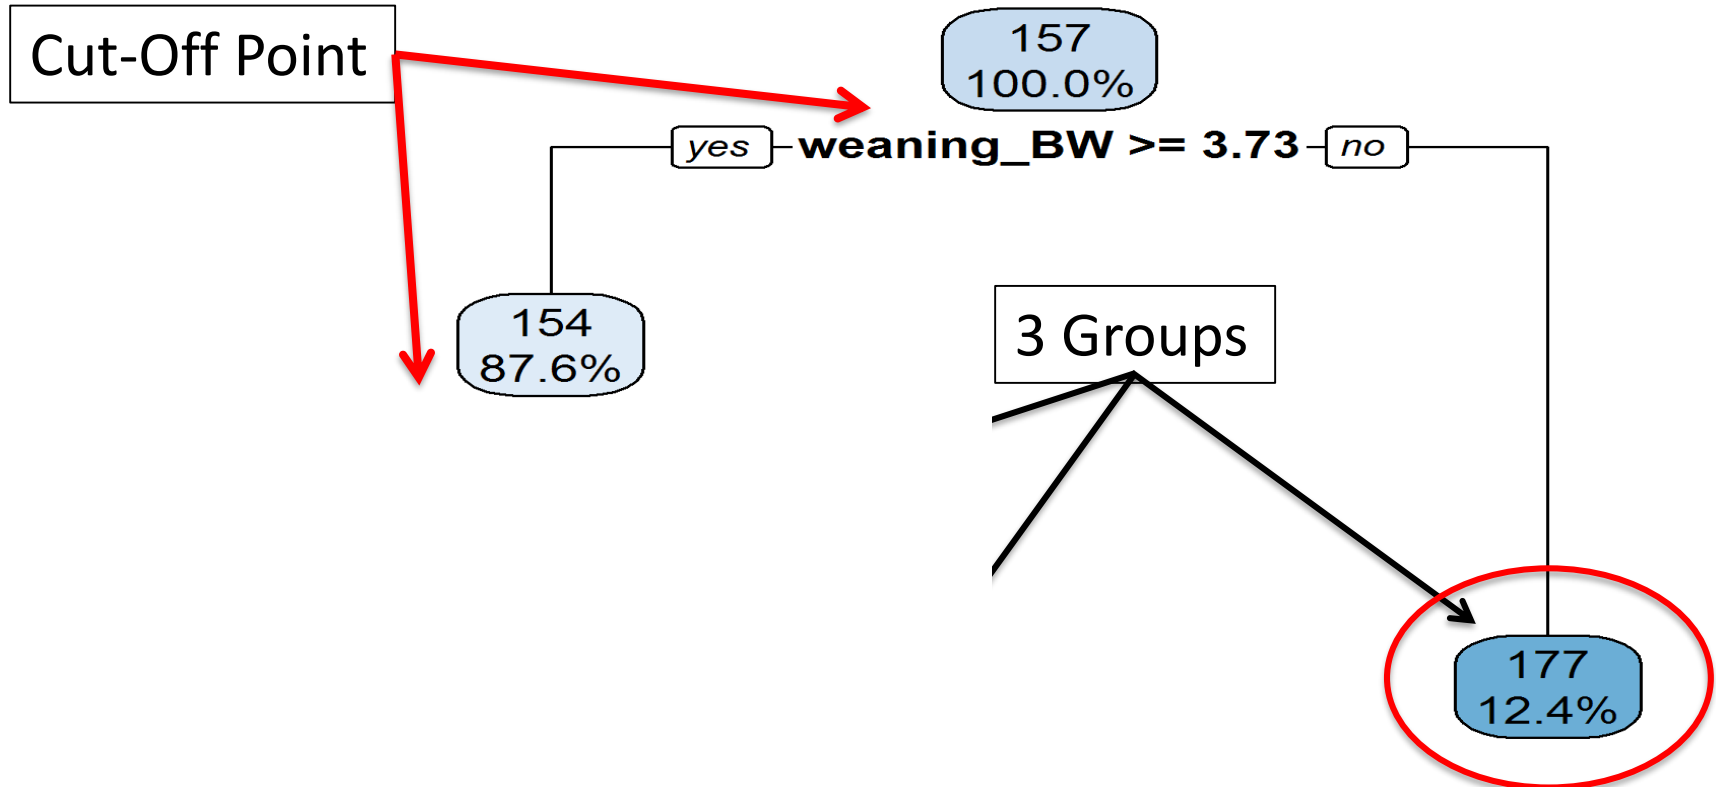 Cut-Off Point
157
100.0%
yes weaning_BW >= 3.73 no
154
87.6%
3 Groups
177
12.4%